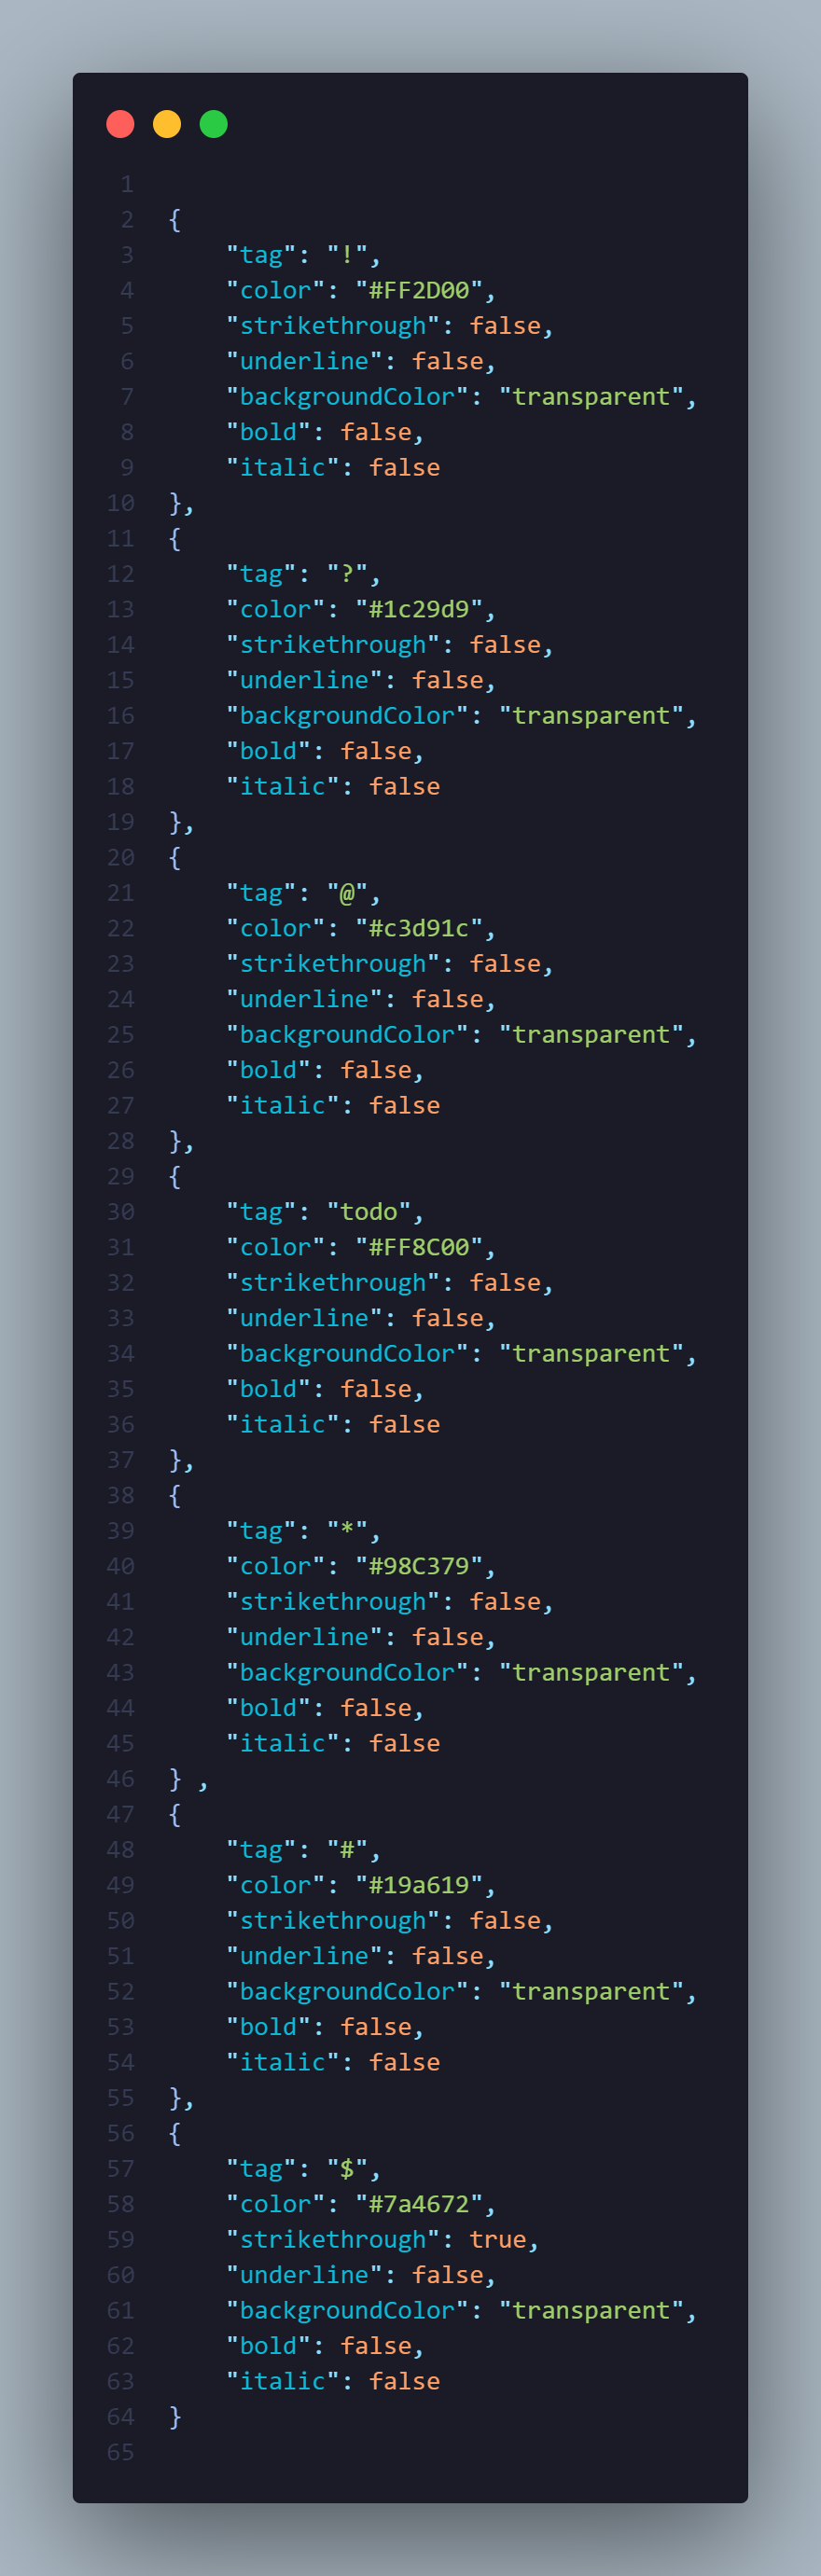 1
2 {
3     "tag": "!",
4     "color": "#FF2D00",
5     "strikethrough": false,
6     "underline": false,
7     "backgroundColor": "transparent",
8     "bold": false,
9     "italic": false
10 },
11 {
12     "tag": "?",
13     "color": "#1c29d9",
14     "strikethrough": false,
15     "underline": false,
16     "backgroundColor": "transparent",
17     "bold": false,
18     "italic": false
19 },
20 {
21     "tag": "@",
22     "color": "#c3d91c",
23     "strikethrough": false,
24     "underline": false,
25     "backgroundColor": "transparent",
26     "bold": false,
27     "italic": false
28 },
29 {
30     "tag": "todo",
31     "color": "#FF8C00",
32     "strikethrough": false,
33     "underline": false,
34     "backgroundColor": "transparent",
35     "bold": false,
36     "italic": false
37 },
38 {
39     "tag": "*",
40     "color": "#98C379",
41     "strikethrough": false,
42     "underline": false,
43     "backgroundColor": "transparent",
44     "bold": false,
45     "italic": false
46 } ,
47 {
48     "tag": "#",
49     "color": "#19a619",
50     "strikethrough": false,
51     "underline": false,
52     "backgroundColor": "transparent",
53     "bold": false,
54     "italic": false
55 },
56 {
57     "tag": "$",
58     "color": "#7a4672",
59     "strikethrough": true,
60     "underline": false,
61     "backgroundColor": "transparent",
62     "bold": false,
63     "italic": false
64 }
65